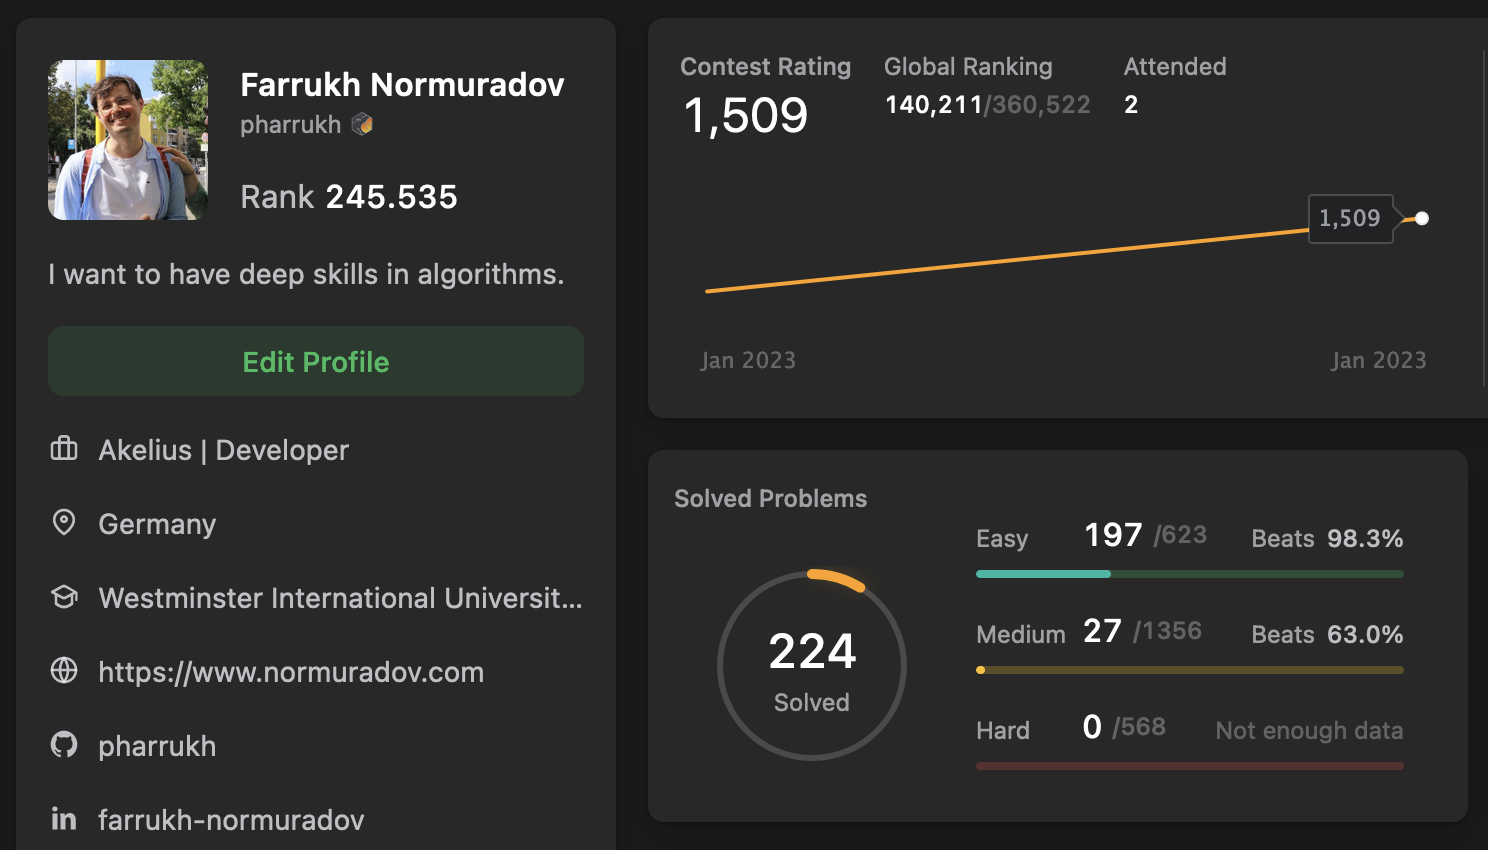 Farrukh Normuradov
pharrukh
Rank 245.535
I want to have deep skills in algorithms.
Edit Profile
Akelius | Developer
Germany
Westminster International Universit...
https://www.normuradov.com
pharrukh
farrukh-normuradov
Contest Rating
1,509
Global Ranking
140,211/360,522
Attended
2
1,509
Jan 2023
Jan 2023
Solved Problems
224
Solved
Easy 197 /623 Beats 98.3%
Medium 27 /1356 Beats 63.0%
Hard 0 /568 Not enough data